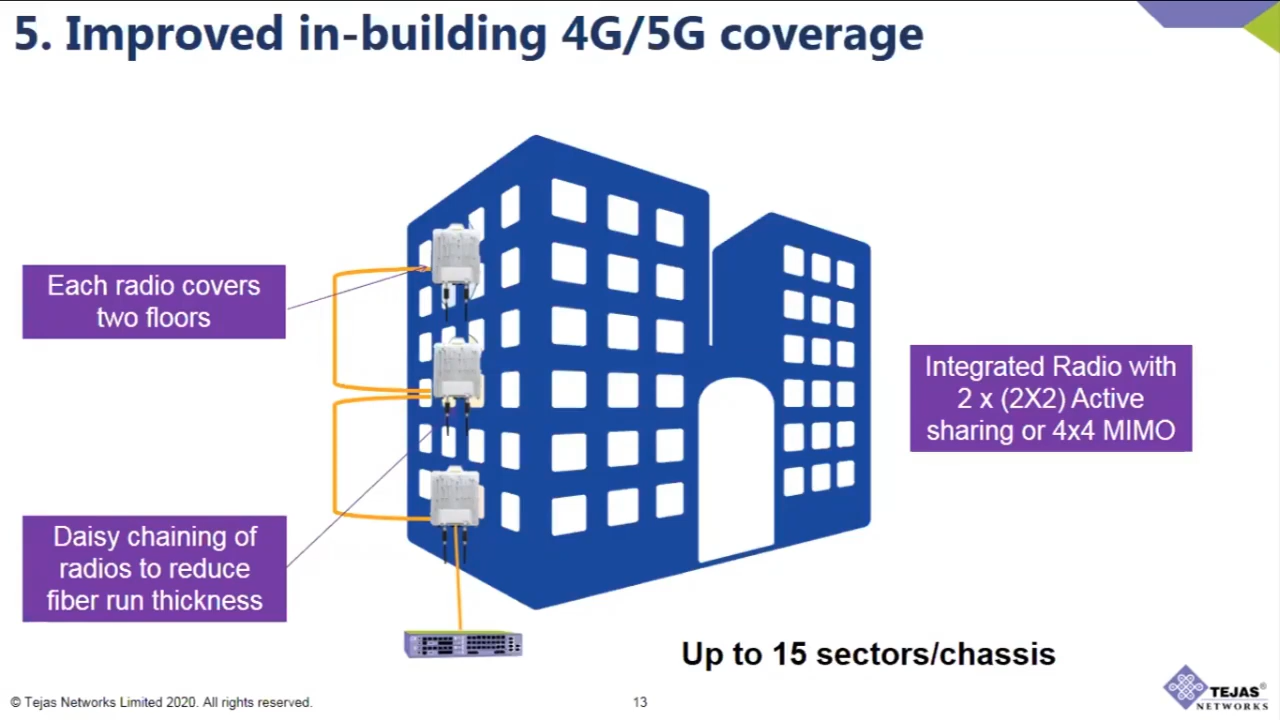 5. Improved in-building 4G/5G coverage
Each radio covers
two floors
Integrated Radio with
2 x (2X2) Active
sharing or 4x4 MIMO
Daisy chaining of
radios to reduce
fiber run thickness
Up to 15 sectors/chassis
© Tejas Networks Limited 2020. All rights reserved.
13
TEJAS®
NETWORKS